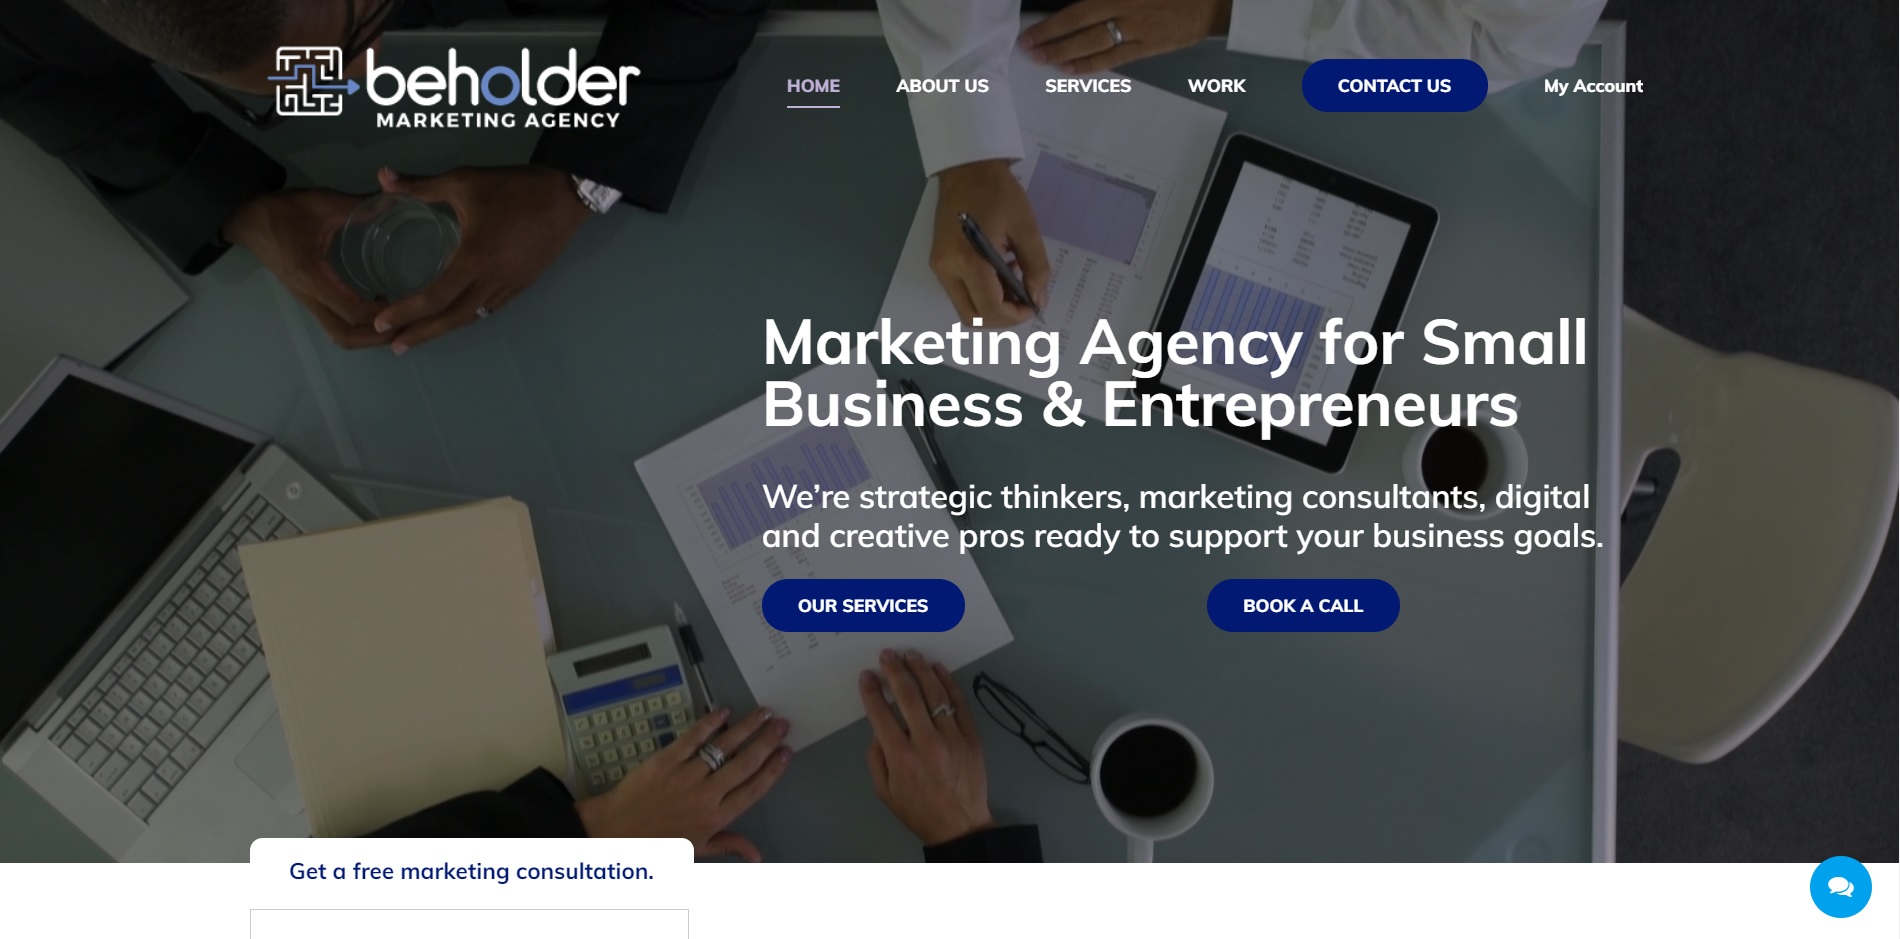 beholder
MARKETING AGENCY
HOME
ABOUT US
SERVICES
WORK
CONTACT US
My Account
Marketing Agency for Small
Business & Entrepreneurs
We’re strategic thinkers, marketing consultants, digital
and creative pros ready to support your business goals.
OUR SERVICES
BOOK A CALL
Get a free marketing consultation.